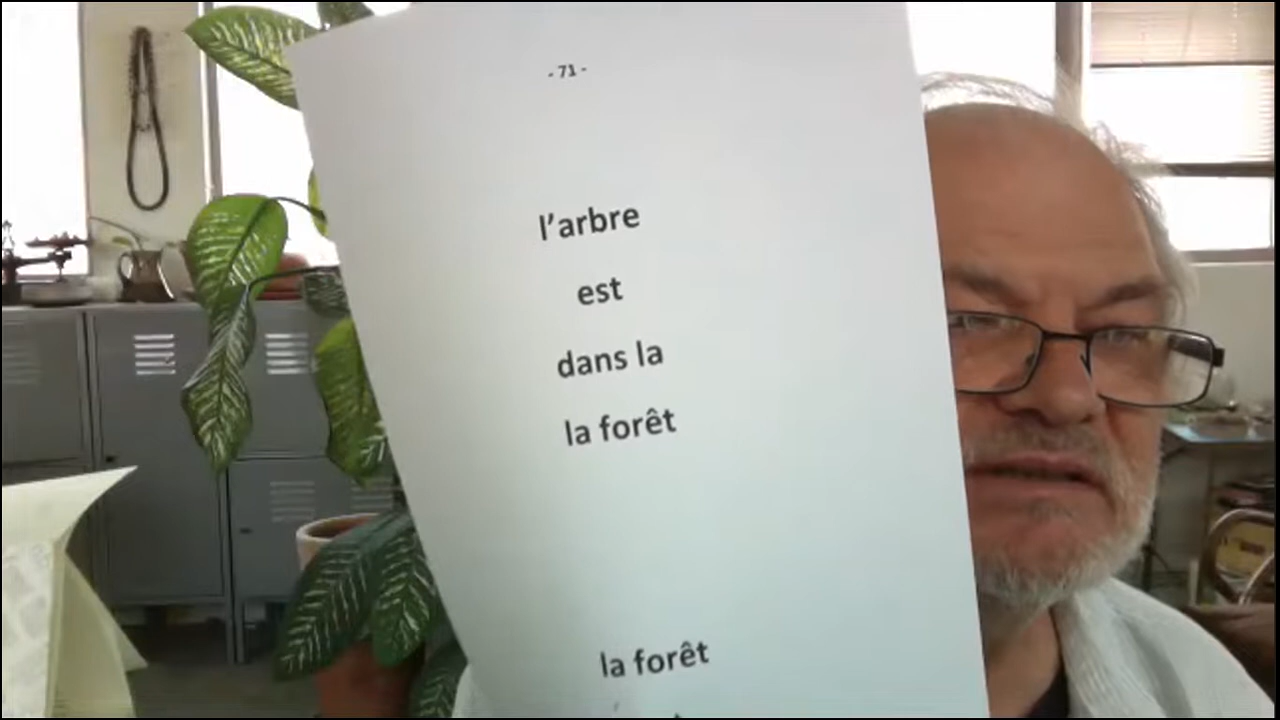 - 71 -
l'arbre
est
dans la
la forêt
la forêt